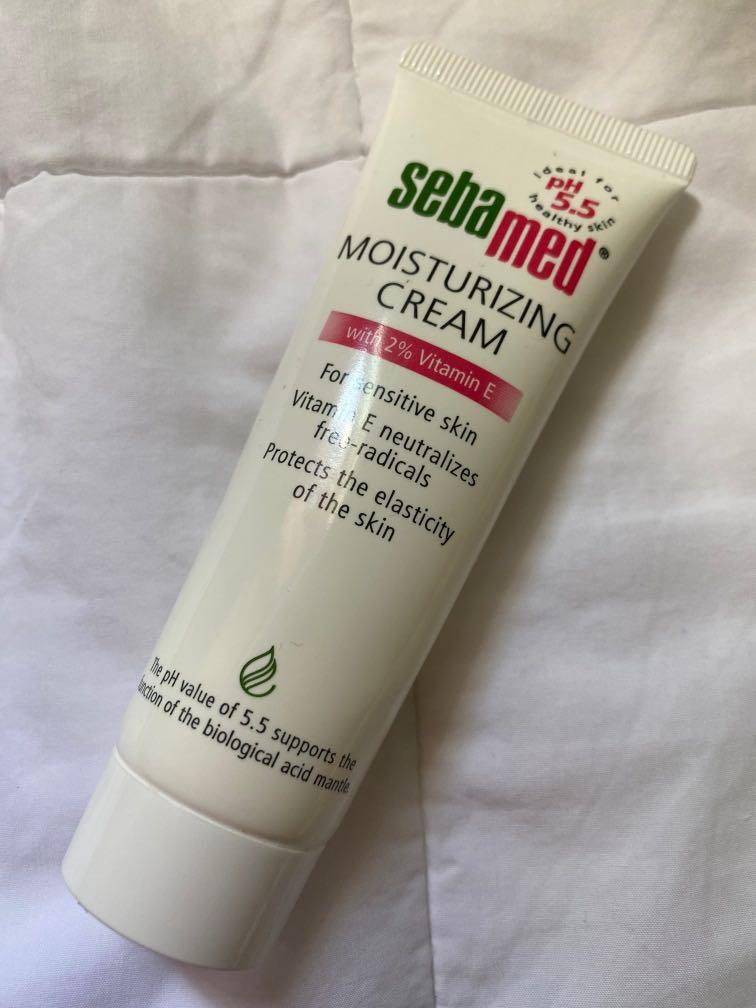 sebamed®
ideal for
pH
5.5
healthy skin
MOISTURIZING
CREAM
with 2% Vitamin E
For sensitive skin
Vitamin E neutralizes
free-radicals
Protects the elasticity
of the skin
The pH value of 5.5 supports the
function of the biological acid mantle.